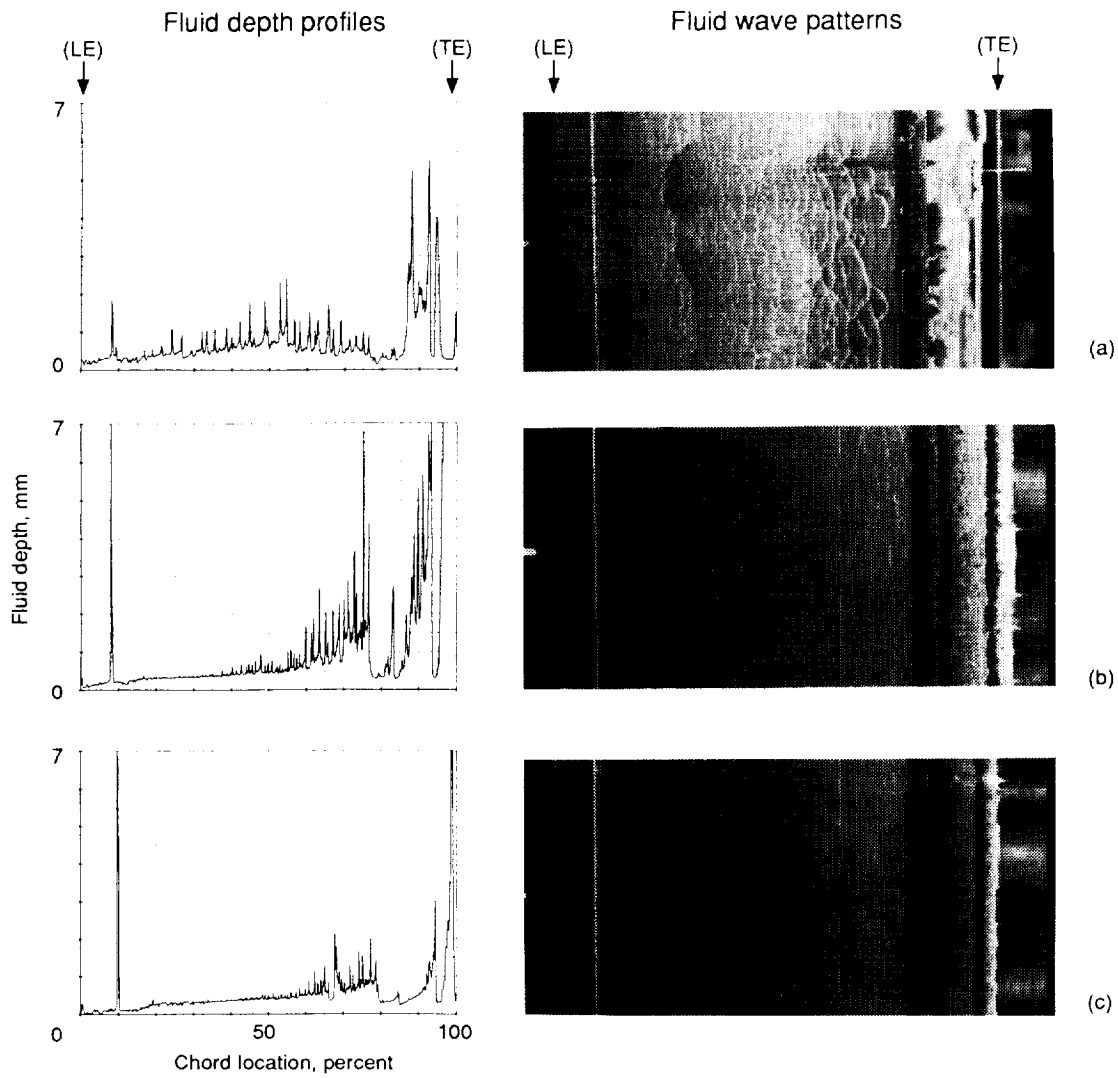 Fluid depth profiles
Fluid wave patterns
(LE)
(TE)
(LE)
(TE)
7
0
(a)
7
0
(b)
Fluid depth, mm
7
0
50
100
(c)
Chord location, percent